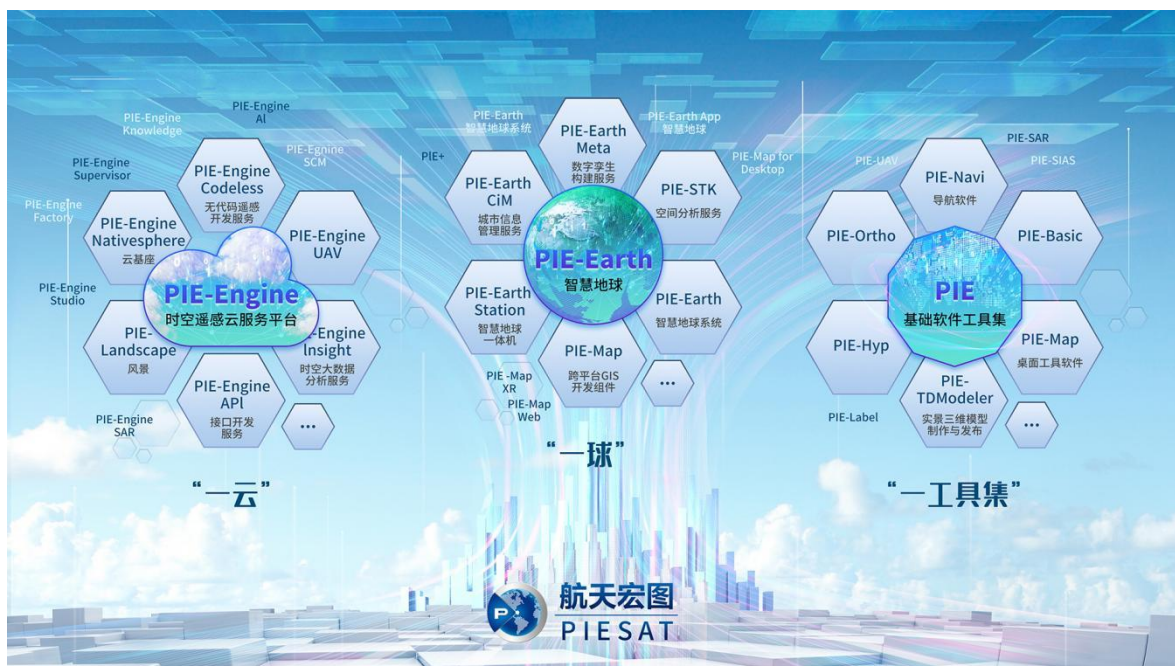 PIE-Engine
AI
PIE-Engine
Knowledge
PIE-Egnine
SCM
PIE-Engine
Supervisor
PIE-Engine
Factory
PIE-Engine
Codeless
无代码遥感
开发服务
PIE-Engine
Nativesphere
云基座
PIE-Engine
UAV
PIE-Engine
时空遥感云服务平台
PIE-Engine
Studio
PIE-
Landscape
风景
-Engine
Insight
时空大数据
分析服务
PIE-Engine
API
接口开发
服务
...
PIE-Engine
SAR
“一云”
PIE-Earth
智慧地球系统
PIE-Earth App
智慧地球
PIE+
PIE-Map for
Desktop
PIE-Earth
Meta
数字孪生
构建服务
PIE-Earth
CiM
城市信息
管理服务
PIE-STK
空间分析服务
PIE-Earth
智慧地球
PIE-Earth
Station
智慧地球
一体机
PIE-Earth
智慧地球系统
PIE-Map
跨平台GIS
开发组件
...
PIE -Map
XR
PIE-Map
Web
“一球”
PIE-SAR
PIE-UAV
PIE-SIAS
PIE-Navi
导航软件
PIE-Ortho
PIE-Basic
PIE
基础软件工具集
PIE-Hyp
PIE-Map
桌面工具软件
PIE-
TDModeler
实景三维模型
制作与发布
...
PIE-Label
“一工具集”
航天宏图
PIESAT